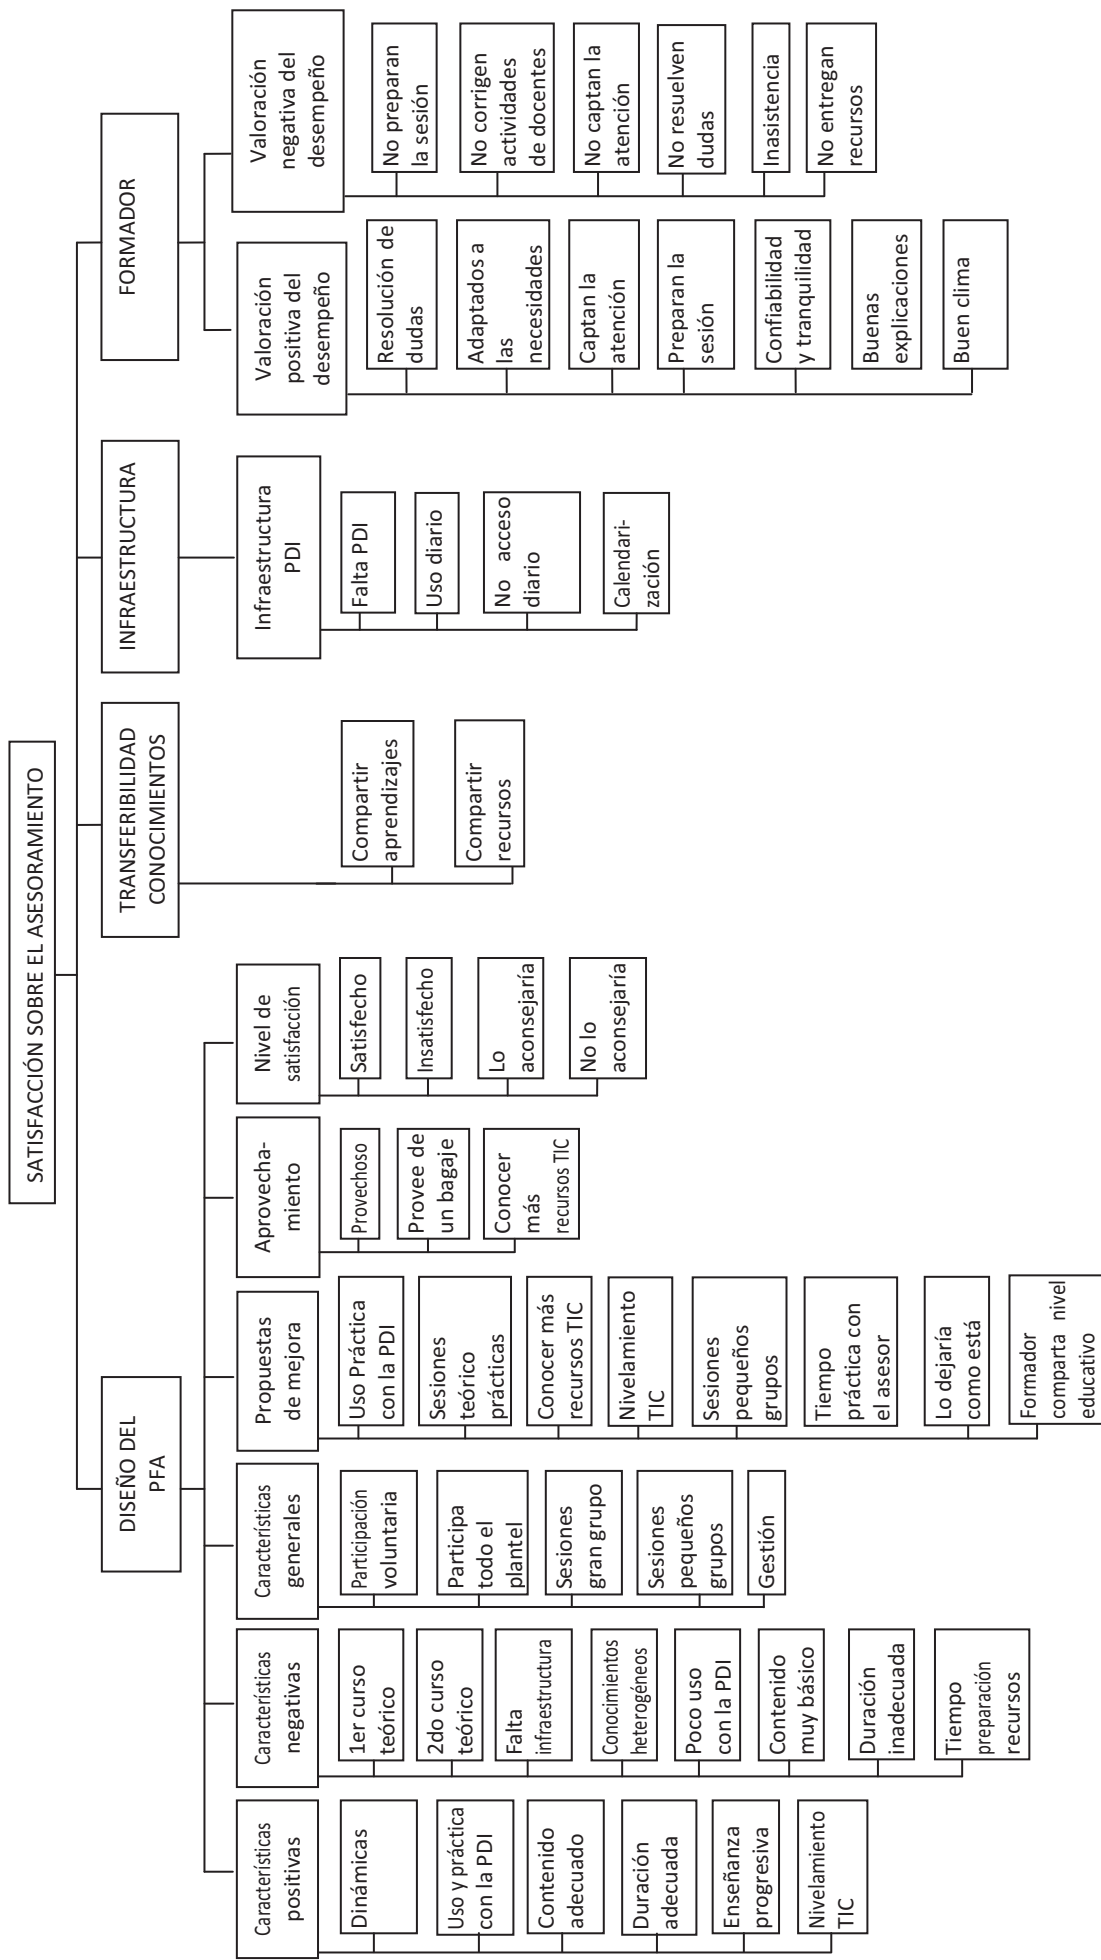 SATISFACCIÓN SOBRE EL ASESORAMIENTO
DISEÑO DEL
PFA
Características
positivas
Dinámicas
Uso y práctica
con la PDI
Contenido
adecuado
Duración
adecuada
Enseñanza
progresiva
Nivelamiento
TIC
Características
negativas
1er curso
teórico
2do curso
teórico
Falta
infraestructura
Conocimientos
heterogéneos
Poco uso
con la PDI
Contenido
muy básico
Duración
inadecuada
Tiempo
preparación
recursos
Características
generales
Participación
voluntaria
Participa
todo el
plantel
Sesiones
gran grupo
Sesiones
pequeños
grupos
Gestión
Propuestas
de mejora
Uso Práctica
con la PDI
Sesiones
teórico
prácticas
Conocer más
recursos TIC
Nivelamiento
TIC
Sesiones
pequeños
grupos
Tiempo
práctica con
el asesor
Lo dejaría
como está
Formador
comparta nivel
educativo
Aprovecha-
miento
Provechoso
Provee de
un bagaje
Conocer
más
recursos TIC
Nivel de
satisfacción
Satisfecho
Insatisfecho
Lo
aconsejaría
No lo
aconsejaría
TRANSFERIBILIDAD
CONOCIMIENTOS
Compartir
aprendizajes
Compartir
recursos
INFRAESTRUCTURA
Infraestructura
PDI
Falta PDI
Uso diario
No acceso
diario
Calendari-
zación
FORMADOR
Valoración
positiva del
desempeño
Resolución de
dudas
Adaptados a
las
necesidades
Captan la
atención
Preparan la
sesión
Confiabilidad
y tranquilidad
Buenas
explicaciones
Buen clima
Valoración
negativa del
desempeño
No preparan
la sesión
No corrigen
actividades
de docentes
No captan la
atención
No resuelven
dudas
Inasistencia
No entregan
recursos